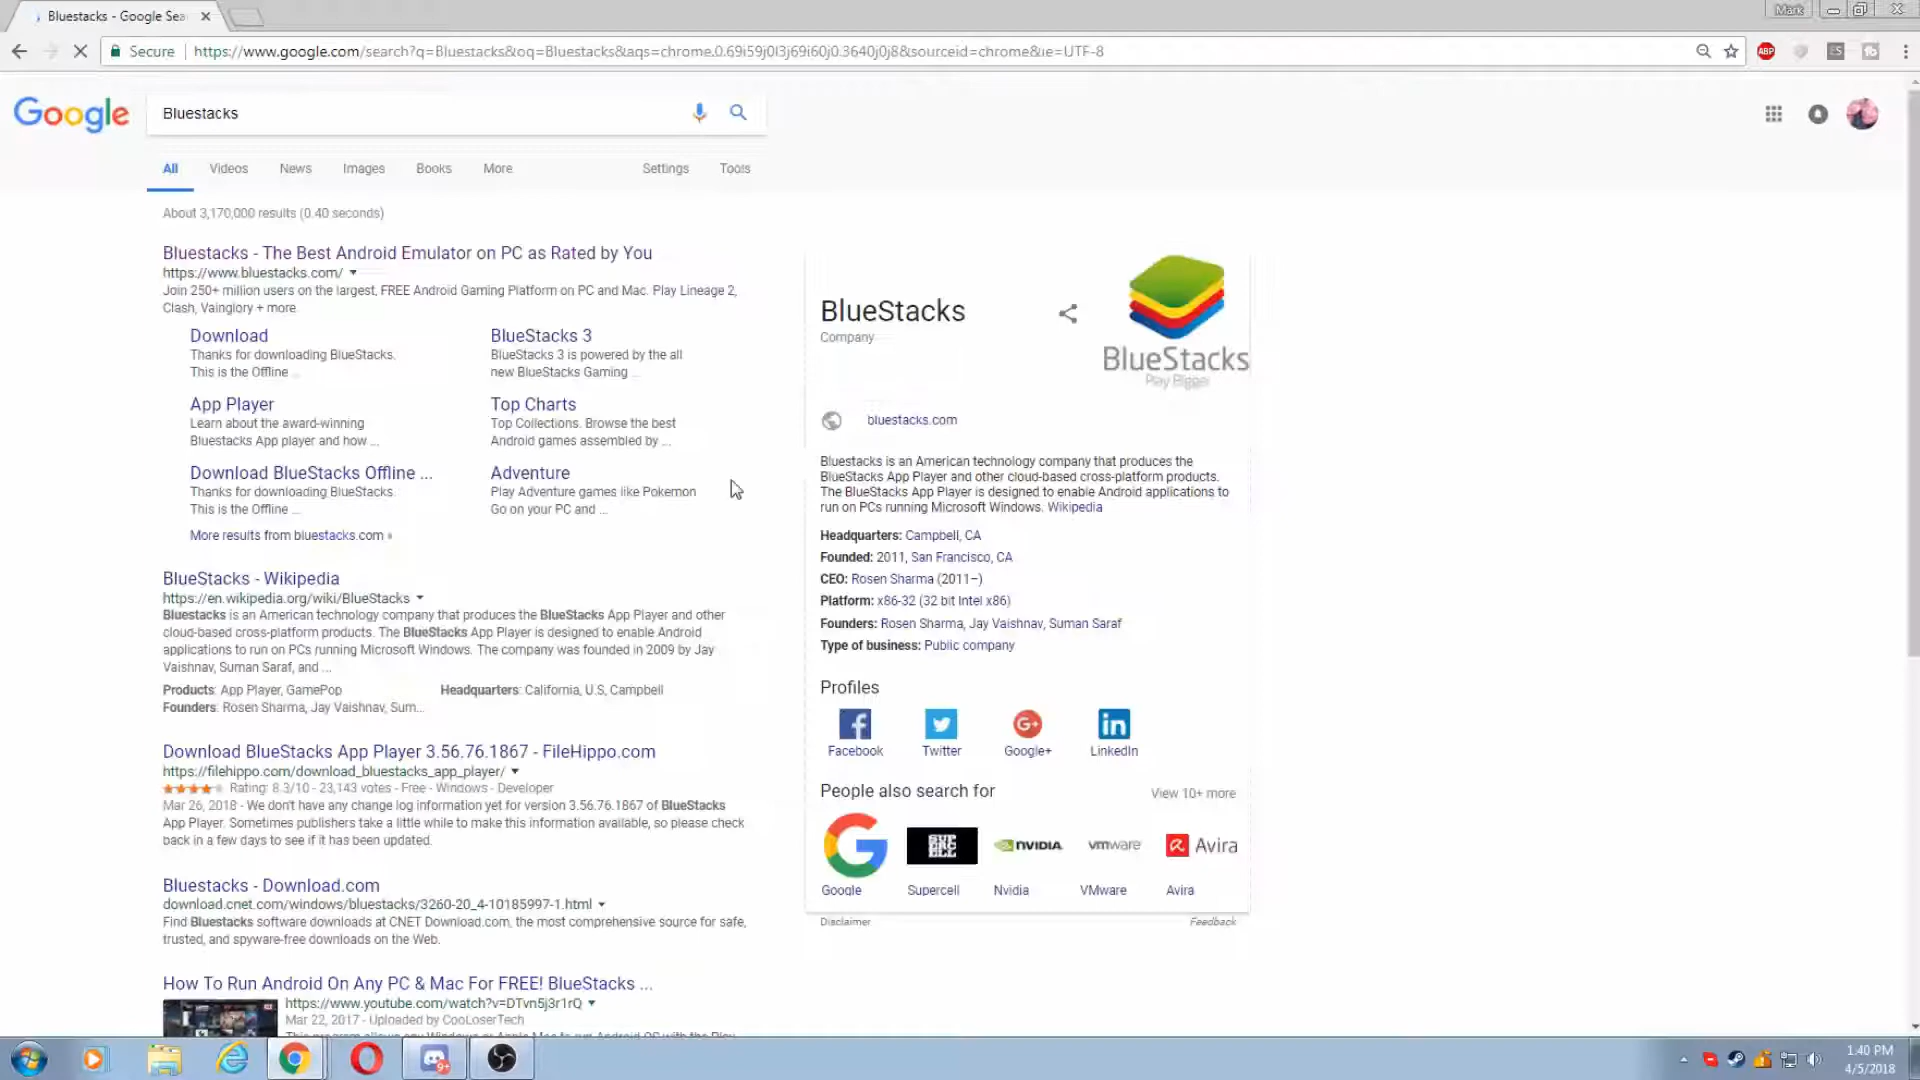 Bluestacks - Google Sea
Mark
Secure
https://www.google.com/search?q=Bluestacks&oq=Bluestacks&aqs=chrome.0.69i59j0l3j69i60j0.3640j0j8&sourceid=chrome&ie=UTF-8
ABP
ES
Google
Bluestacks
All
Videos
News
Images
Books
More
Settings
Tools
About 3,170,000 results (0.40 seconds)
Bluestacks - The Best Android Emulator on PC as Rated by You
https://www.bluestacks.com/
Join 250+ million users on the largest, FREE Android Gaming Platform on PC and Mac. Play Lineage 2,
Clash, Vainglory + more
Download
Thanks for downloading BlueStacks.
This is the Offline ...
BlueStacks 3
BlueStacks 3 is powered by the all
new BlueStacks Gaming ...
App Player
Learn about the award-winning
Bluestacks App player and how ...
Top Charts
Top Collections. Browse the best
Android games assembled by ...
Download BlueStacks Offline ...
Thanks for downloading BlueStacks.
This is the Offline ...
Adventure
Play Adventure games like Pokemon
Go on your PC and ...
More results from bluestacks.com »
BlueStacks - Wikipedia
https://en.wikipedia.org/wiki/BlueStacks
Bluestacks is an American technology company that produces the BlueStacks App Player and other
cloud-based cross-platform products. The BlueStacks App Player is designed to enable Android
applications to run on PCs running Microsoft Windows. The company was founded in 2009 by Jay
Vaishnav, Suman Saraf, and ...
Products: App Player, GamePop
Headquarters: California, U.S, Campbell
Founders: Rosen Sharma, Jay Vaishnav, Sum...
Download BlueStacks App Player 3.56.76.1867 - FileHippo.com
https://filehippo.com/download_bluestacks_app_player/
Rating: 8.3/10 - 23,143 votes - Free - Windows - Developer
Mar 26, 2018 - We don't have any change log information yet for version 3.56.76.1867 of BlueStacks
App Player. Sometimes publishers take a little while to make this information available, so please check
back in a few days to see if it has been updated.
Bluestacks - Download.com
download.cnet.com/windows/bluestacks/3260-20_4-10185997-1.html
Find Bluestacks software downloads at CNET Download.com, the most comprehensive source for safe,
trusted, and spyware-free downloads on the Web.
How To Run Android On Any PC & Mac For FREE! BlueStacks ...
https://www.youtube.com/watch?v=DTvn5j3r1rQ
Mar 22, 2017 - Uploaded by CooLoserTech
This program allows any Windows or Apple Mac to run Android OS with the Play
BlueStacks
Company
BlueStacks
Play Bigger
bluestacks.com
Bluestacks is an American technology company that produces the
BlueStacks App Player and other cloud-based cross-platform products.
The BlueStacks App Player is designed to enable Android applications to
run on PCs running Microsoft Windows. Wikipedia
Headquarters: Campbell, CA
Founded: 2011, San Francisco, CA
CEO: Rosen Sharma (2011–)
Platform: x86-32 (32 bit Intel x86)
Founders: Rosen Sharma, Jay Vaishnav, Suman Saraf
Type of business: Public company
Profiles
Facebook
Twitter
Google+
LinkedIn
People also search for
View 10+ more
SUPERCELL
NVIDIA
vmware
Avira
Google
Supercell
Nvidia
VMware
Avira
Disclaimer
Feedback
9+
1:40 PM
4/5/2018